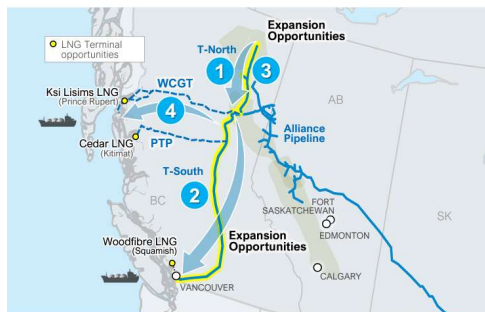 Expansion
Opportunities
LNG Terminal
opportunities
T-North
1
3
WCGT
Ksi Lisims LNG
(Prince Rupert)
4
AB
Cedar LNG
(Kitimat)
PTP
Alliance
Pipeline
T-South
2
BC
FORT
SASKATCHEWAN
SK
Expansion
Opportunities
EDMONTON
Woodfibre LNG
(Squamish)
CALGARY
VANCOUVER